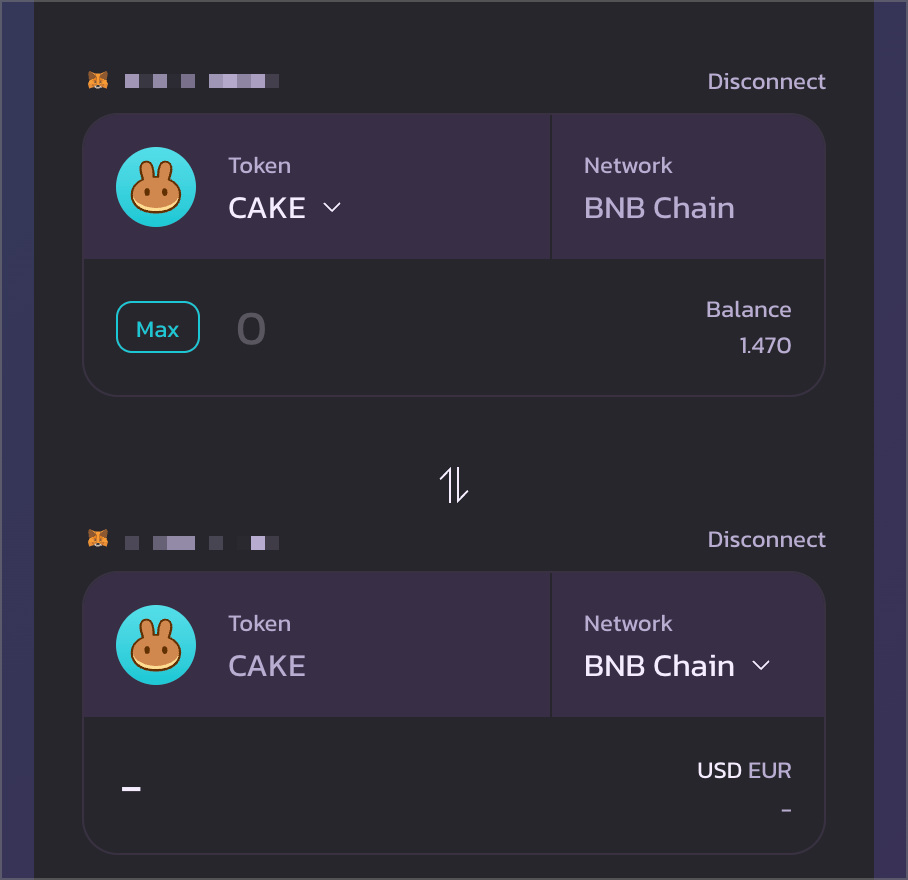 Disconnect
Token
CAKE
Network
BNB Chain
Max
0
Balance
1.470
Disconnect
Token
CAKE
Network
BNB Chain
–
USD EUR
–